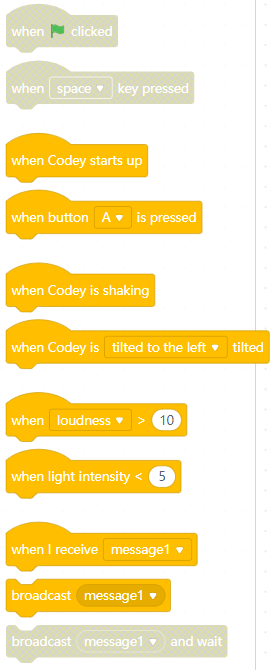 when clicked
when space key pressed
when Codey starts up
when button A is pressed
when Codey is shaking
when Codey is tilted to the left tilted
when loudness > 10
when light intensity < 5
when I receive message1
broadcast message1
broadcast message1 and wait